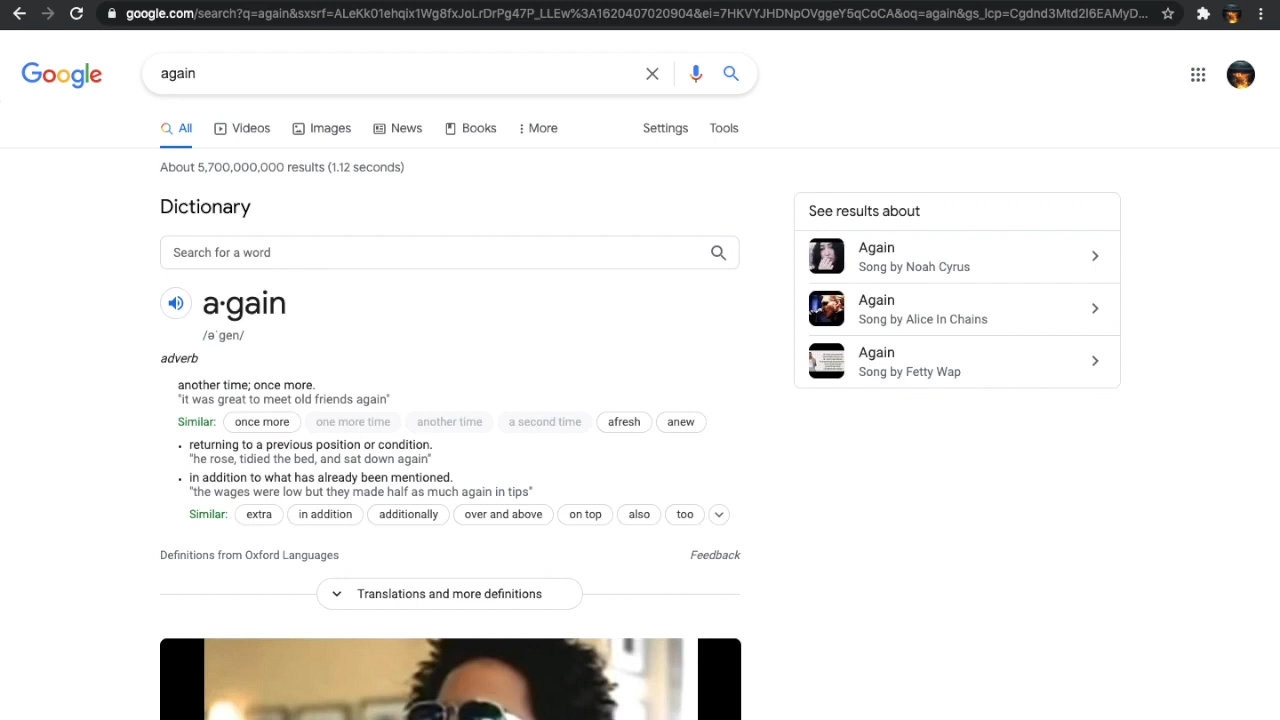 google.com/search?q=again&sxsrf=ALeKk01ehqix1Wg8fxJoLrDrPg47P_LLEw%3A1620407020904&ei=7HKVYJHDNpOVggeY5qCoCA&oq=again&gs_lcp=Cgdnd3Mtd2l6EAMyD...
Google
again
All Videos Images News Books More Settings Tools
About 5,700,000,000 results (1.12 seconds)
Dictionary
Search for a word
a·gain
/əˈɡen/
adverb
another time; once more.
"it was great to meet old friends again"
Similar: once more one more time another time a second time afresh anew
• returning to a previous position or condition.
"he rose, tidied the bed, and sat down again"
• in addition to what has already been mentioned.
"the wages were low but they made half as much again in tips"
Similar: extra in addition additionally over and above on top also too
Definitions from Oxford Languages Feedback
Translations and more definitions
See results about
Again
Song by Noah Cyrus
Again
Song by Alice In Chains
Again
Song by Fetty Wap